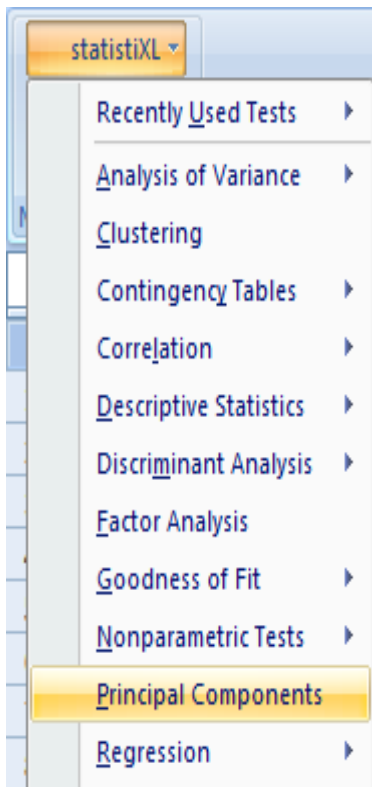 statistiXL
Recently Used Tests
Analysis of Variance
Clustering
Contingency Tables
Correlation
Descriptive Statistics
Discriminant Analysis
Factor Analysis
Goodness of Fit
Nonparametric Tests
Principal Components
Regression